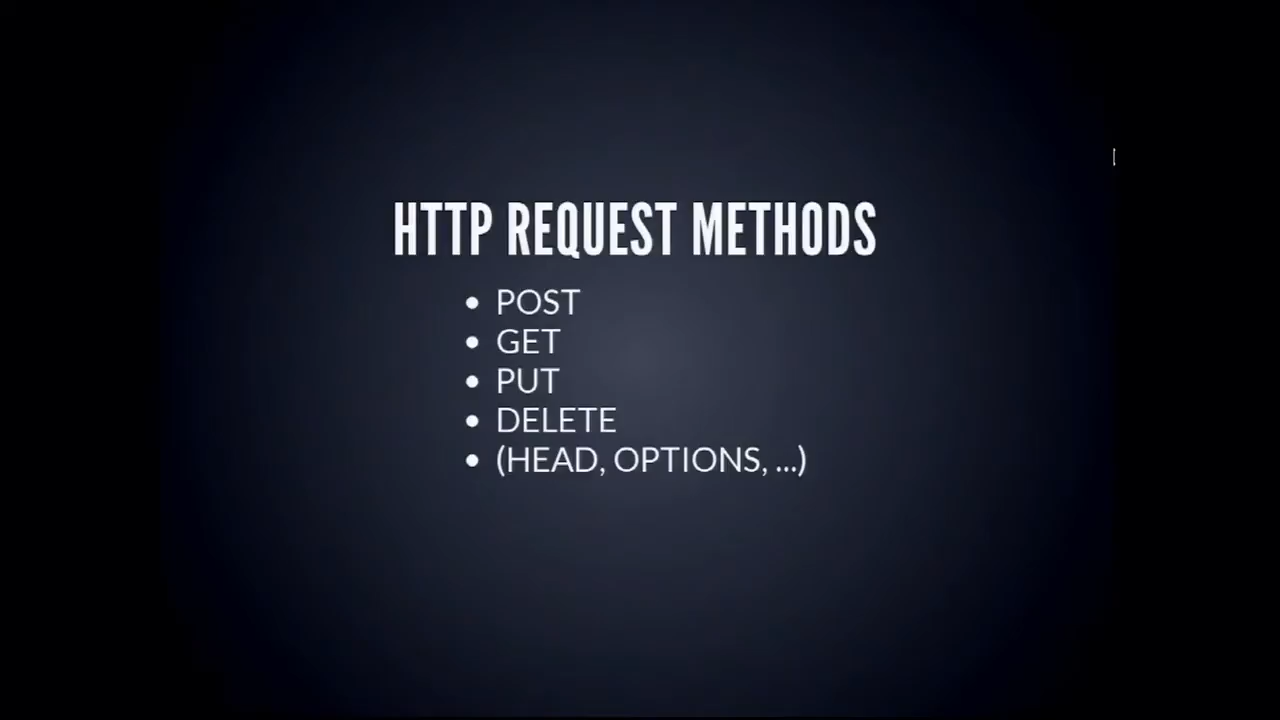 HTTP REQUEST METHODS
• POST
• GET
• PUT
• DELETE
• (HEAD, OPTIONS, ...)